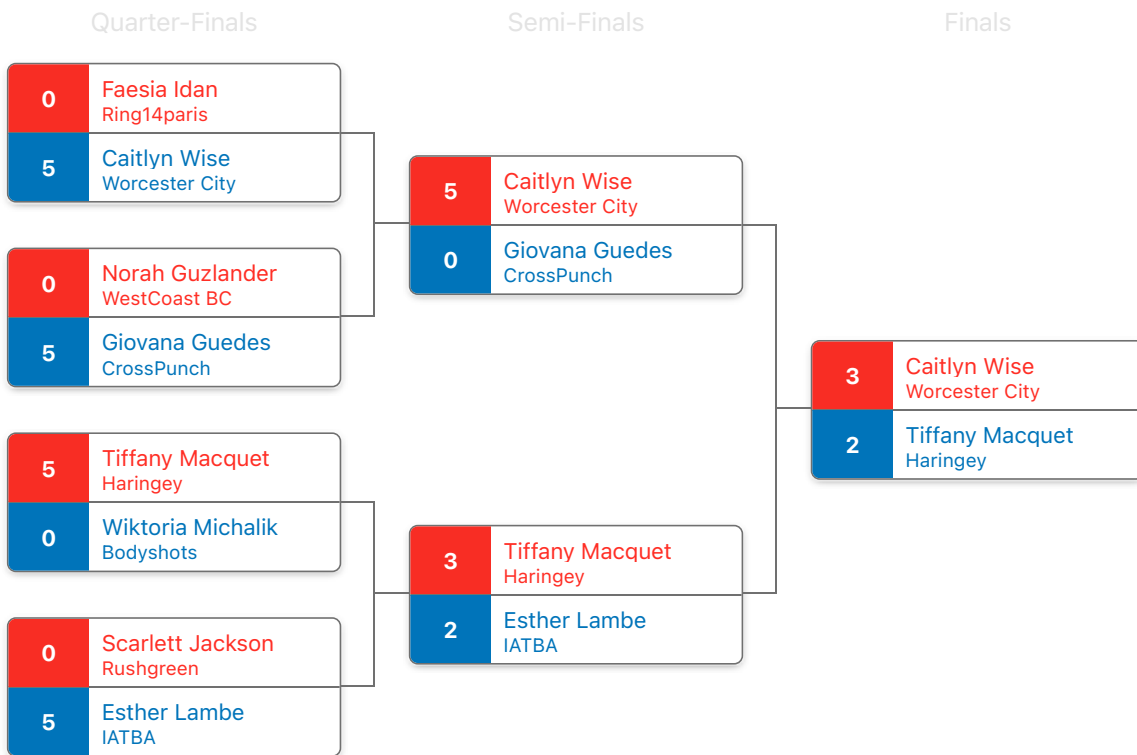 Quarter-Finals
Semi-Finals
Finals
0
Faesia Idan
Ring14paris
5
Caitlyn Wise
Worcester City
0
Norah Guzlander
WestCoast BC
5
Giovana Guedes
CrossPunch
5
Tiffany Macquet
Haringey
0
Wiktoria Michalik
Bodyshots
0
Scarlett Jackson
Rushgreen
5
Esther Lambe
IATBA
5
Caitlyn Wise
Worcester City
0
Giovana Guedes
CrossPunch
3
Tiffany Macquet
Haringey
2
Esther Lambe
IATBA
3
Caitlyn Wise
Worcester City
2
Tiffany Macquet
Haringey